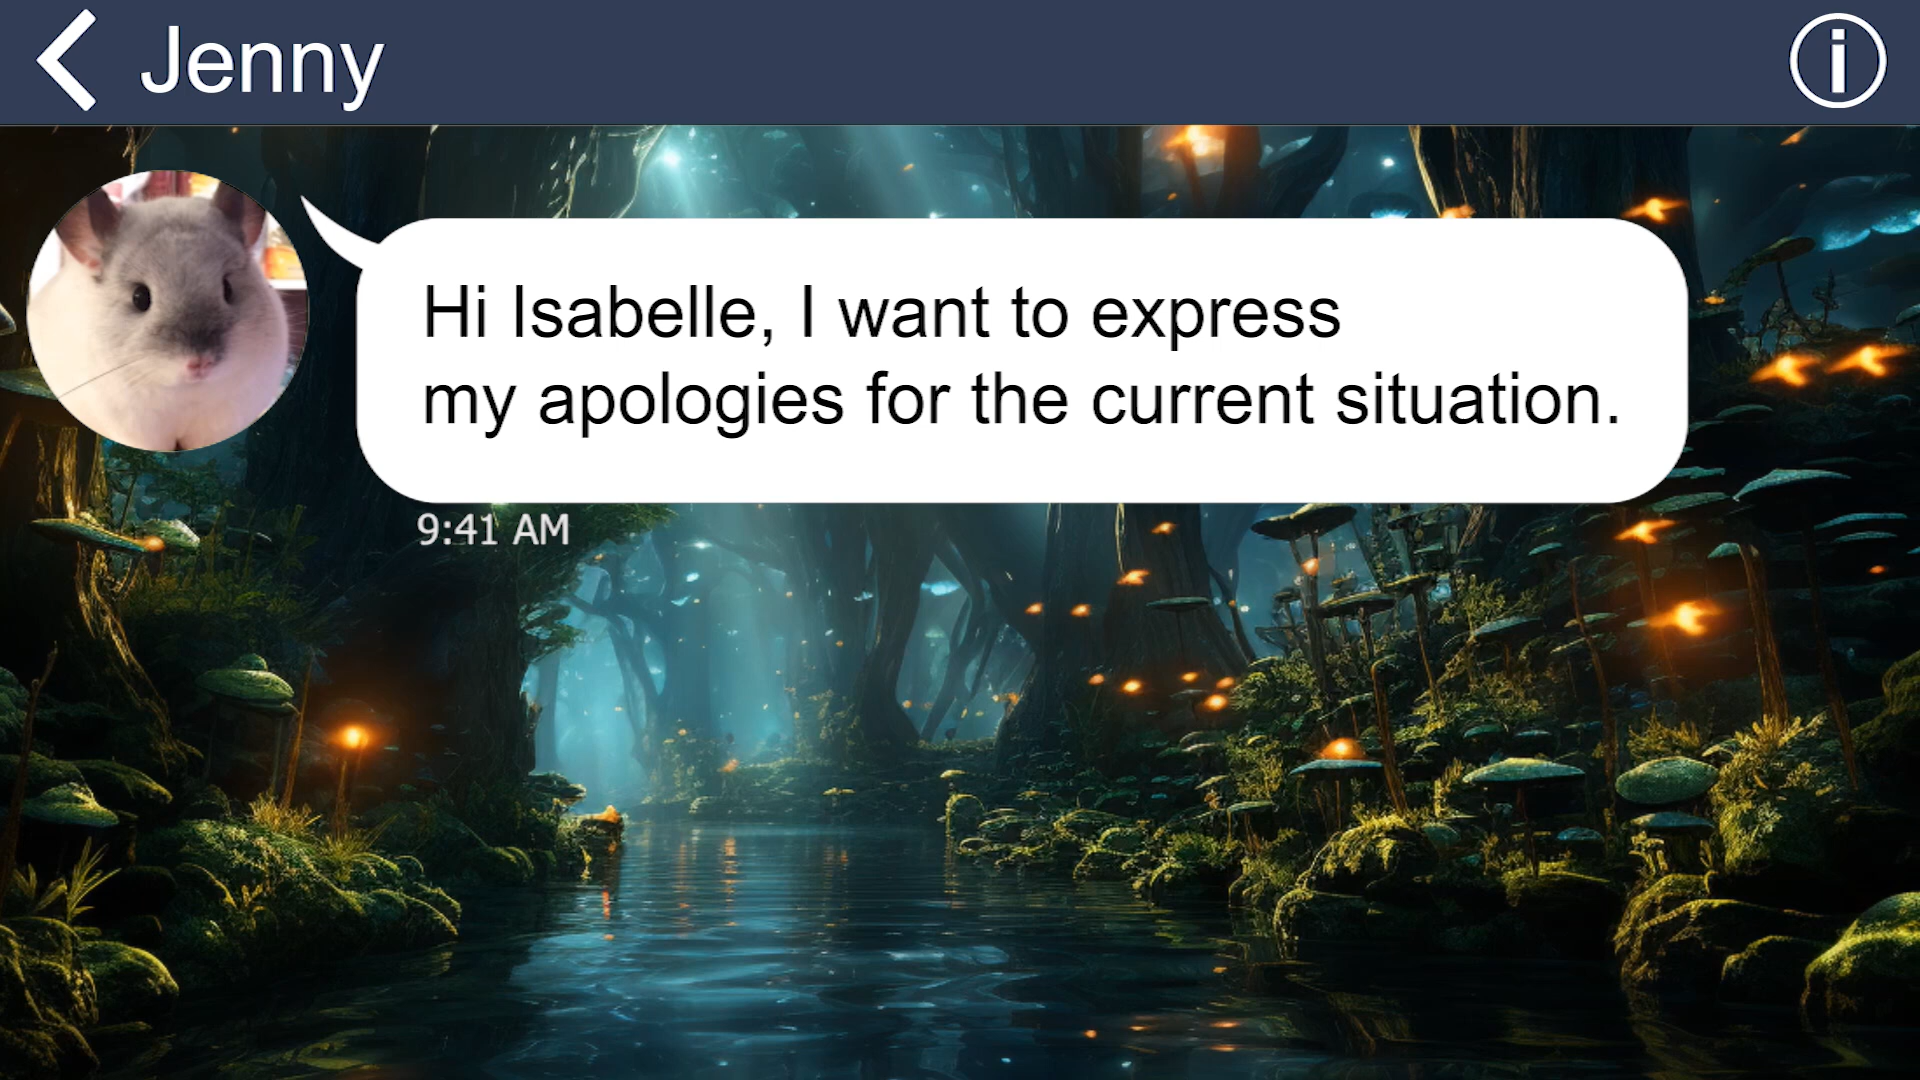 Jenny
Hi Isabelle, I want to express
my apologies for the current situation.
9:41 AM